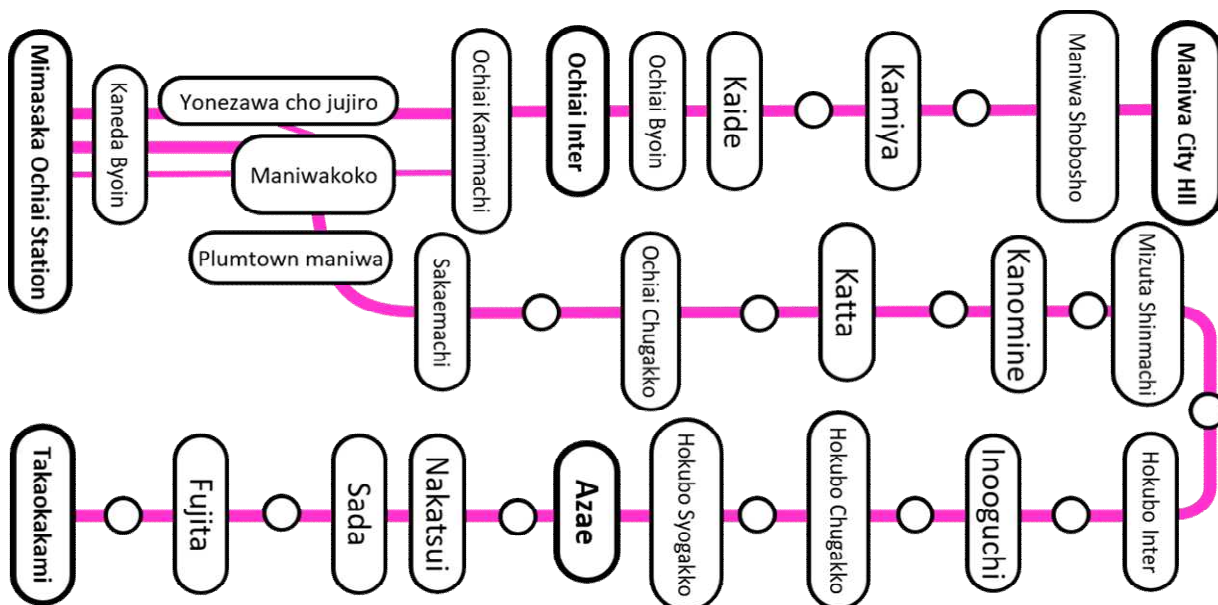 Mimasaka Ochiai Station
Kaneda Byoin
Yonezawa cho jujiro
Maniwakoko
Plumtown maniwa
Ochiai Kamimachi
Ochiai Inter
Ochiai Byoin
Kaide
Kamiya
Maniwa Shobosho
Maniwa City Hll
Sakaemachi
Ochiai Chugakko
Katta
Kanomine
Mizuta Shinmachi
Takaokakami
Fujita
Sada
Nakatsui
Azae
Hokubo Syogakko
Hokubo Chugakko
Inooguchi
Hokubo Inter